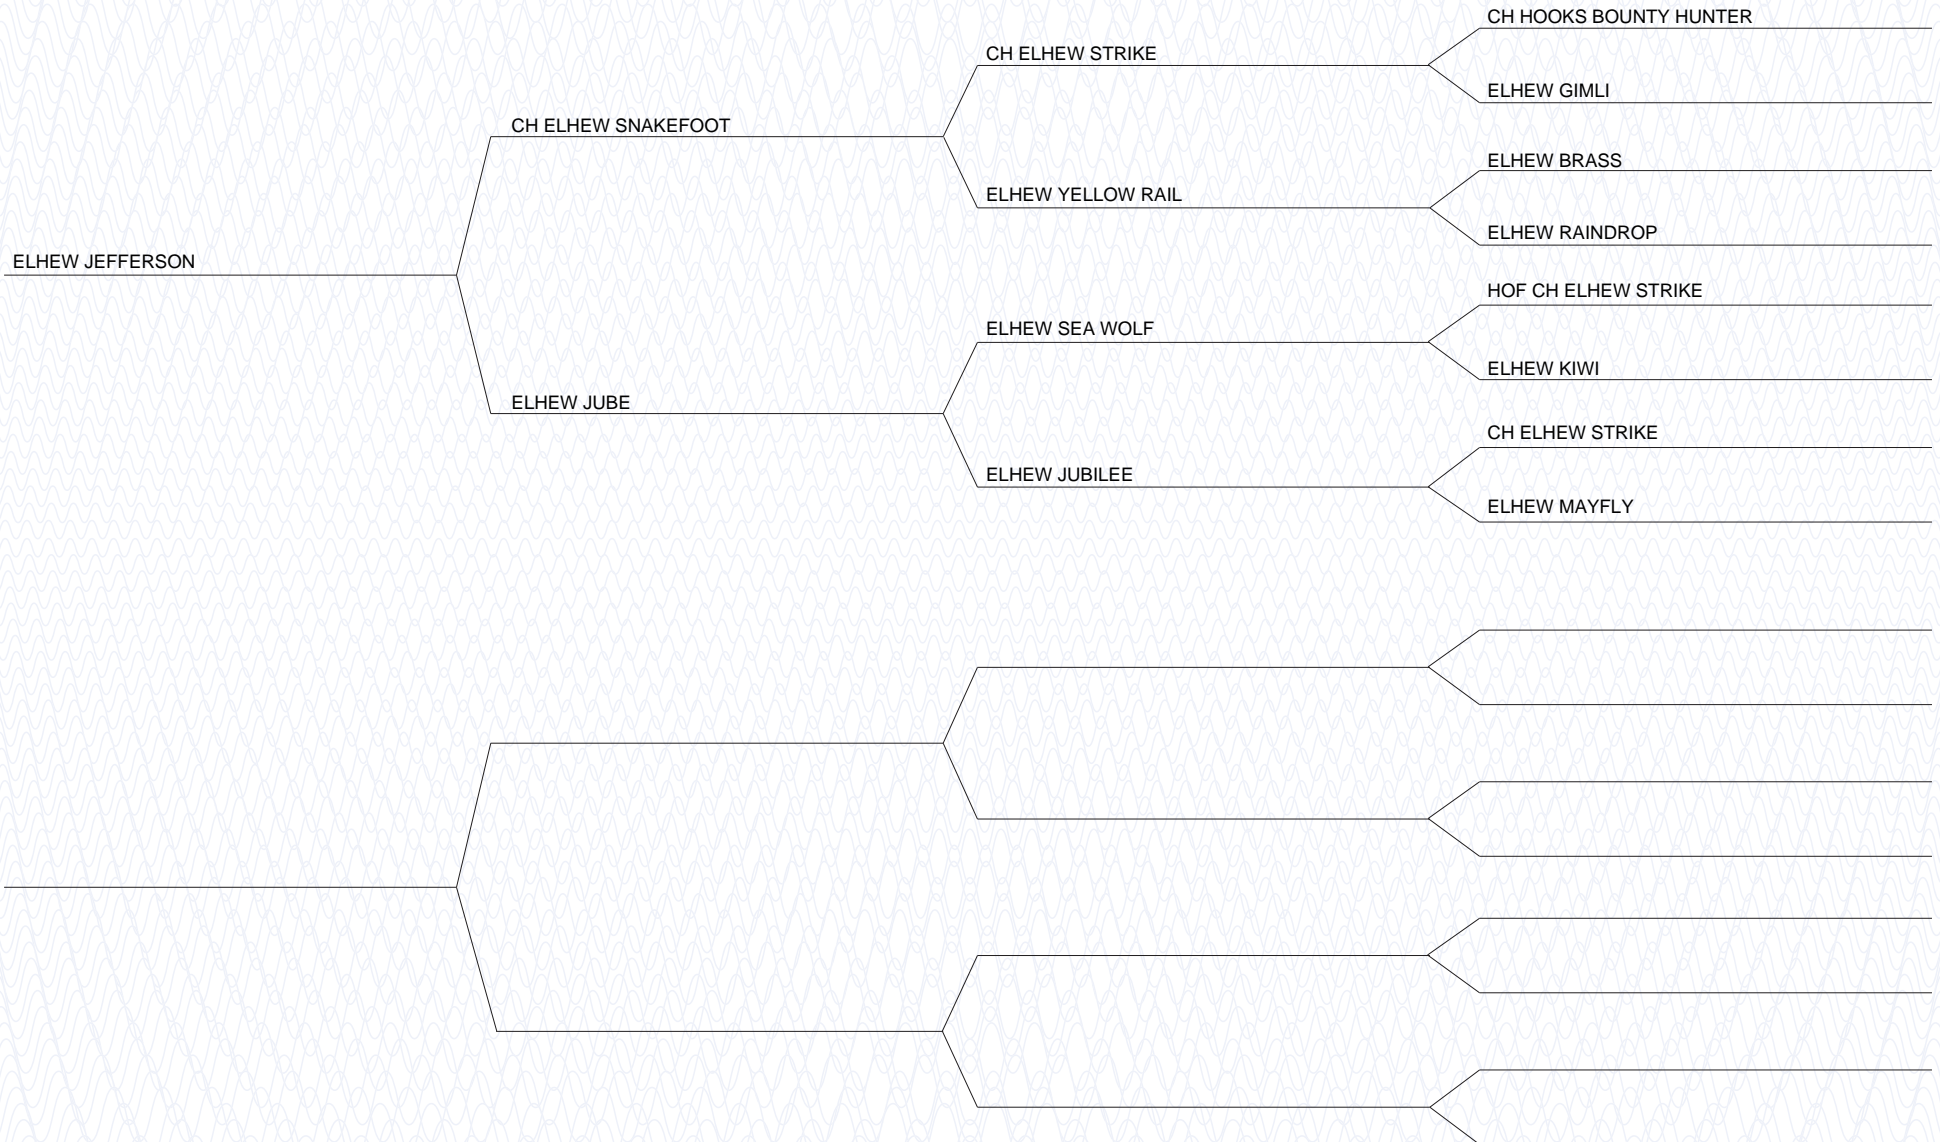 CH HOOKS BOUNTY HUNTER
CH ELHEW STRIKE
ELHEW GIMLI
CH ELHEW SNAKEFOOT
ELHEW BRASS
ELHEW YELLOW RAIL
ELHEW RAINDROP
ELHEW JEFFERSON
HOF CH ELHEW STRIKE
ELHEW SEA WOLF
ELHEW KIWI
ELHEW JUBE
CH ELHEW STRIKE
ELHEW JUBILEE
ELHEW MAYFLY